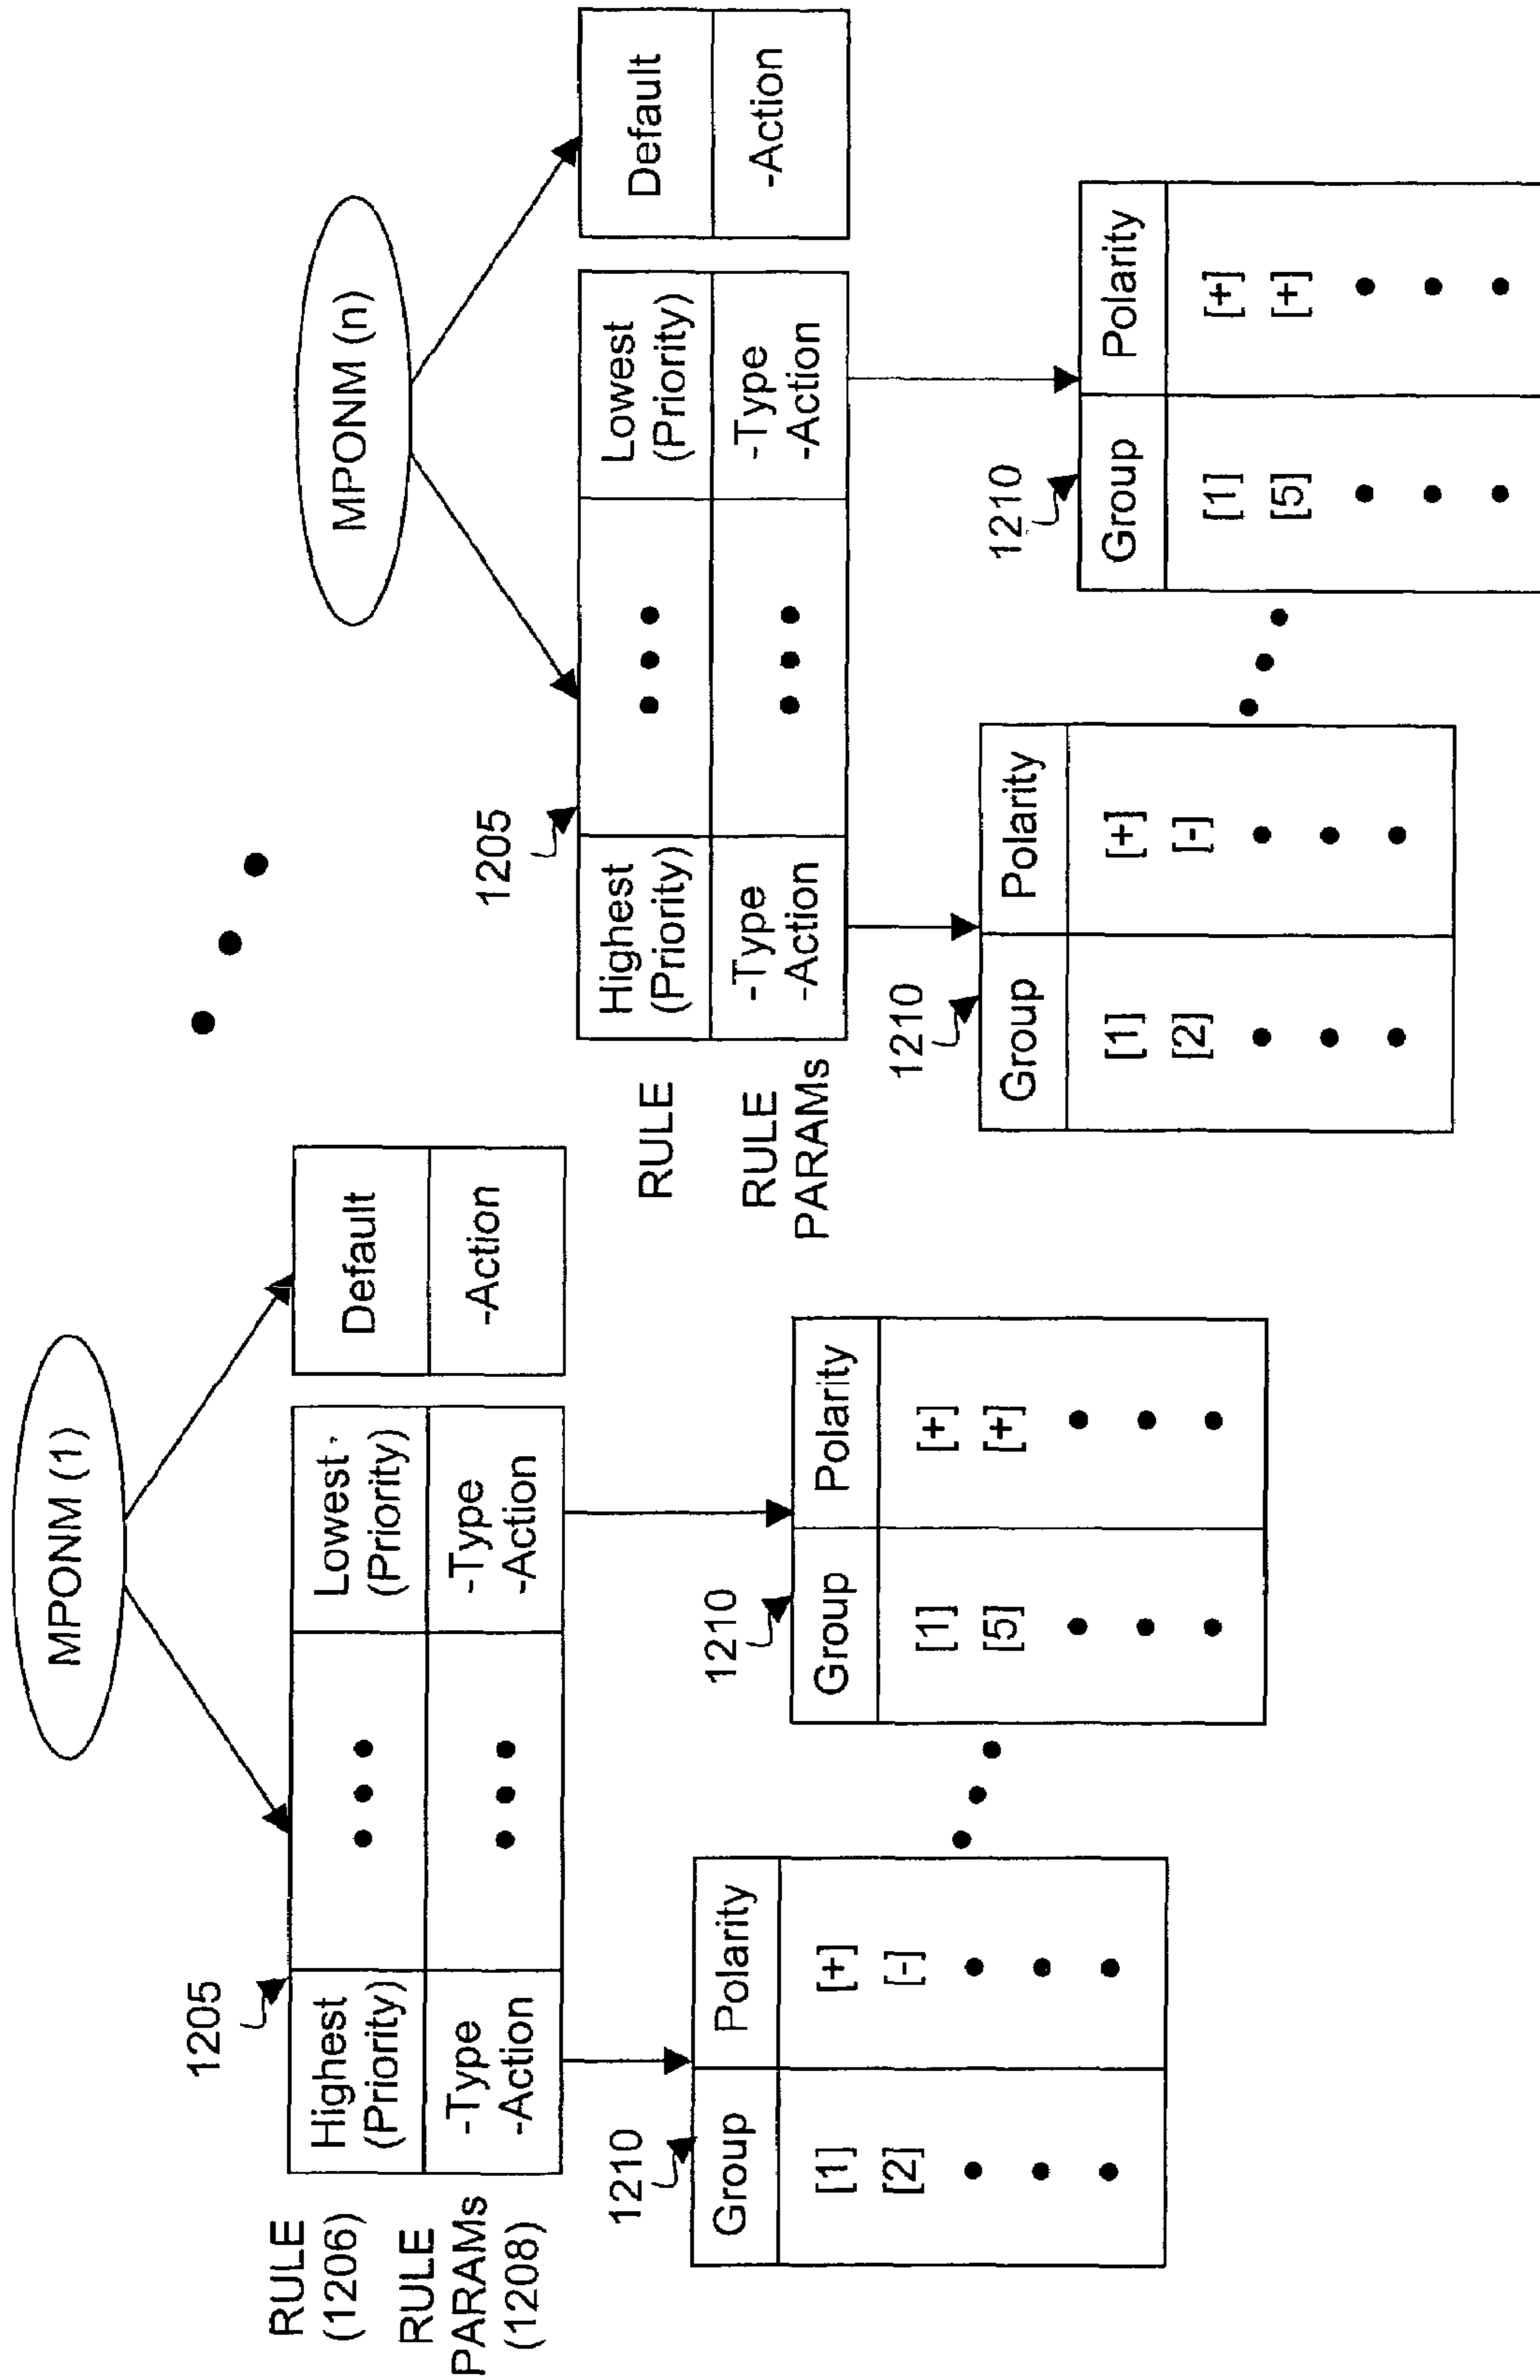 MPONM (1)
1205
RULE
(1206)
Highest
(Priority)
• • •
Lowest
(Priority)
Default
RULE
PARAMs
(1208)
-Type
-Action
• • •
-Type
-Action
-Action
1210
Group Polarity
[1] [+]
[2] [-]
• •
• •
• •
• • •
1210
Group Polarity
[1] [+]
[5] [+]
• •
• •
• •
• • •
MPONM (n)
1205
RULE
Highest
(Priority)
• • •
Lowest
(Priority)
Default
RULE
PARAMs
-Type
-Action
• • •
-Type
-Action
-Action
1210
Group Polarity
[1] [+]
[2] [-]
• •
• •
• •
• • •
1210
Group Polarity
[1] [+]
[5] [+]
• •
• •
• •